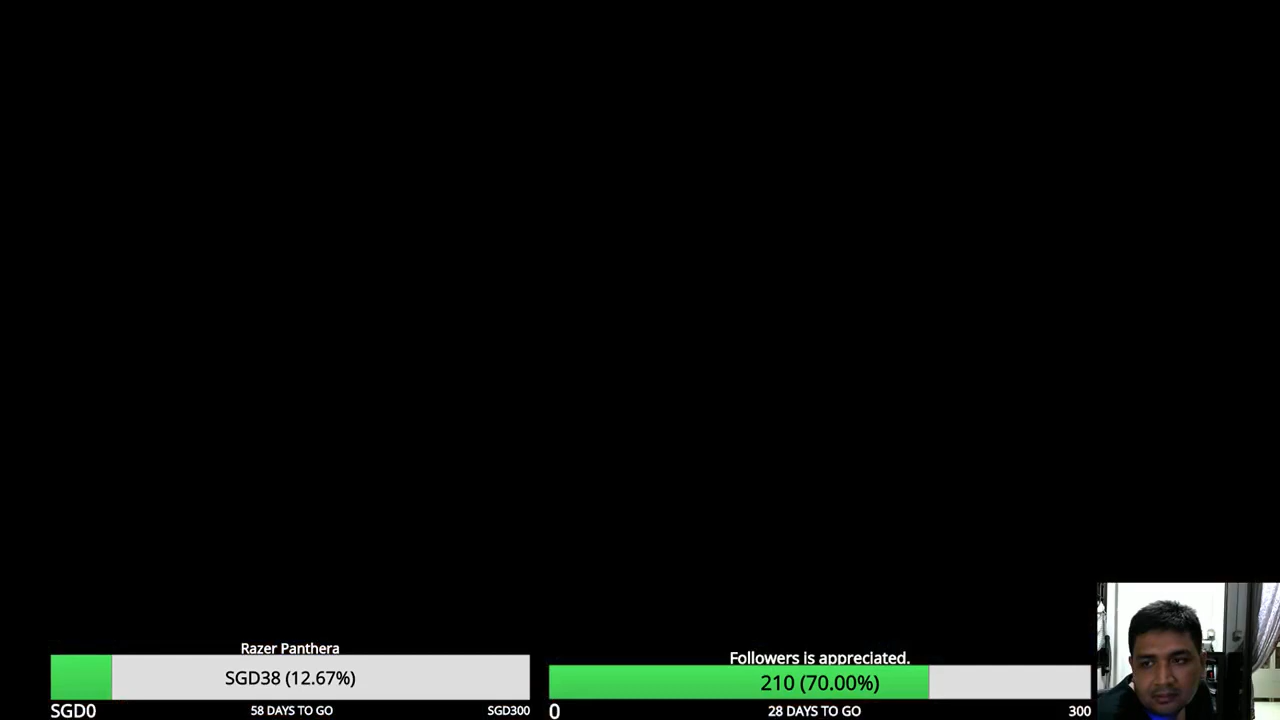 Razer Panthera
SGD38 (12.67%)
SGD0
58 DAYS TO GO
SGD300
Followers is appreciated.
210 (70.00%)
0
28 DAYS TO GO
300